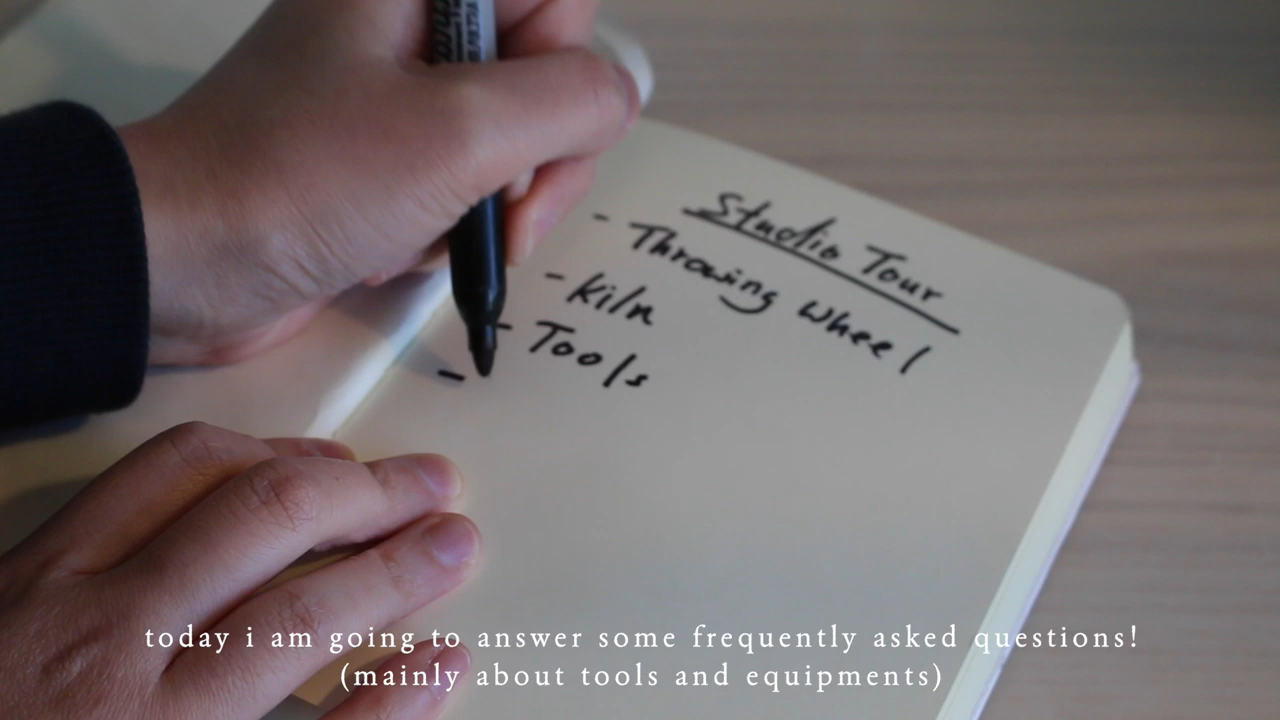 Studio Tour
- Throwing Wheel
- Kiln
- Tools
-
today i am going to answer some frequently asked questions!
(mainly about tools and equipments)